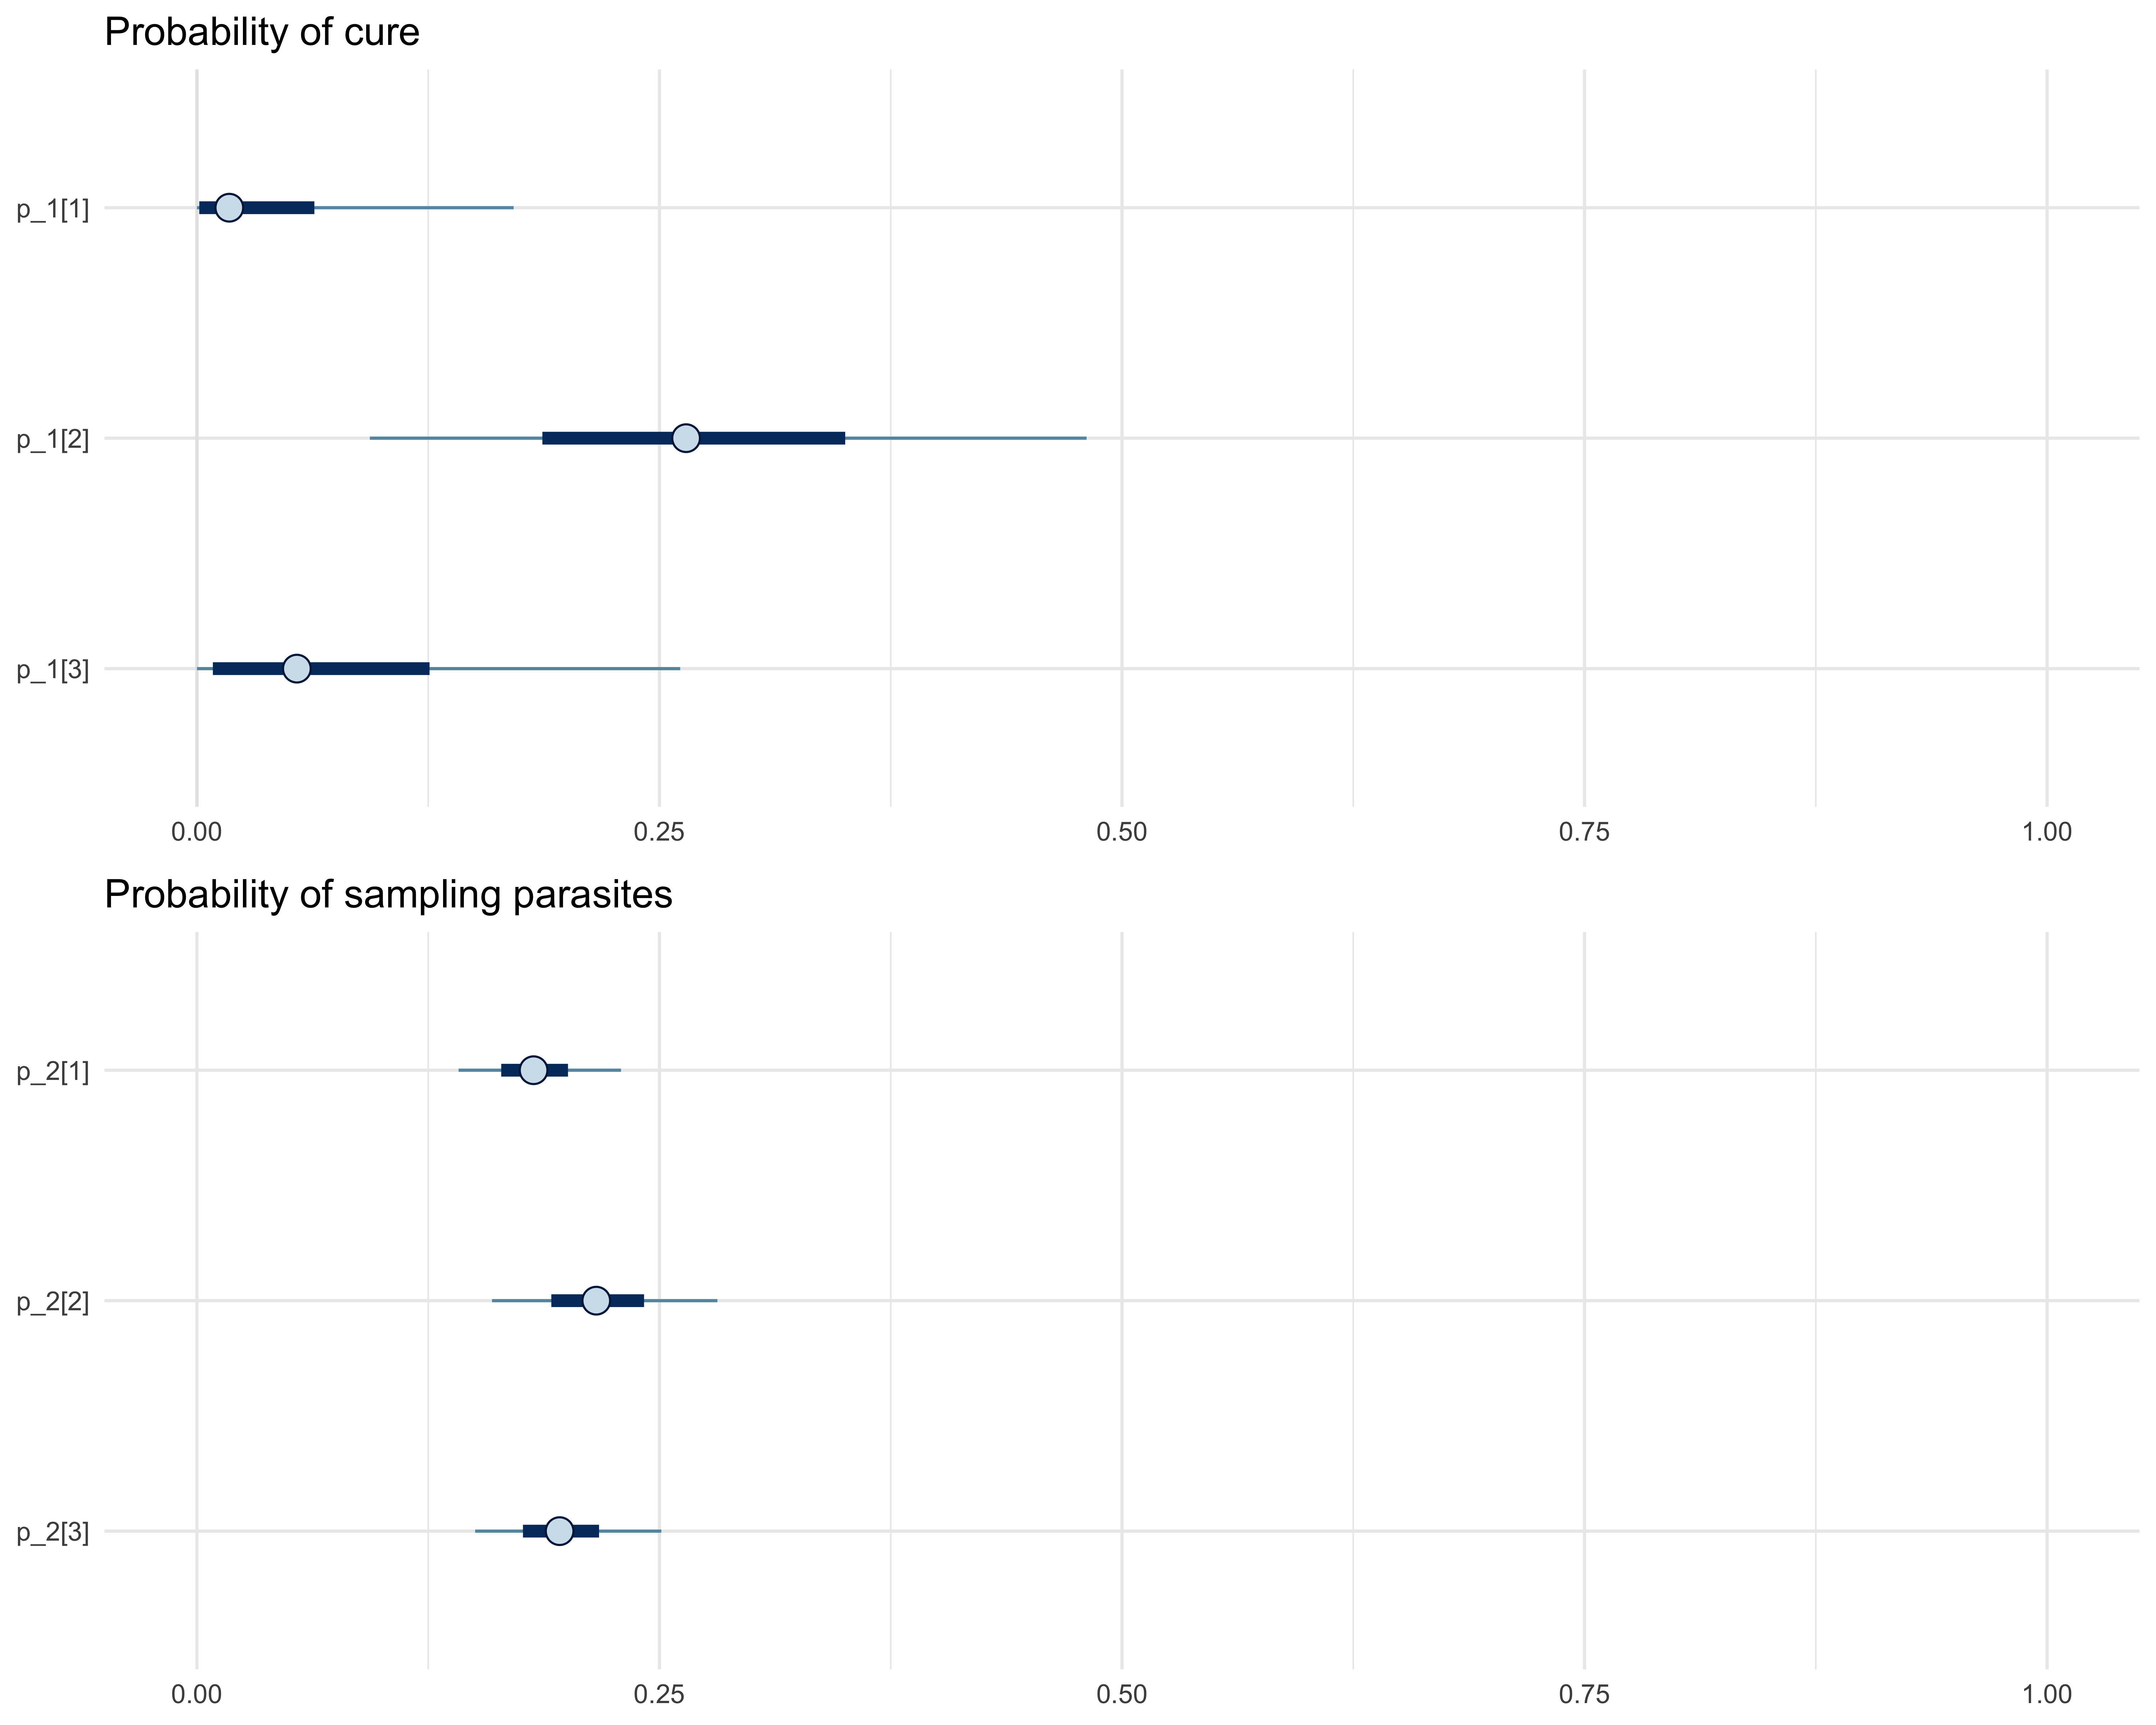 Probability of cure
p_1[1]
p_1[2]
p_1[3]
0.00 0.25 0.50 0.75 1.00
Probability of sampling parasites
p_2[1]
p_2[2]
p_2[3]
0.00 0.25 0.50 0.75 1.00